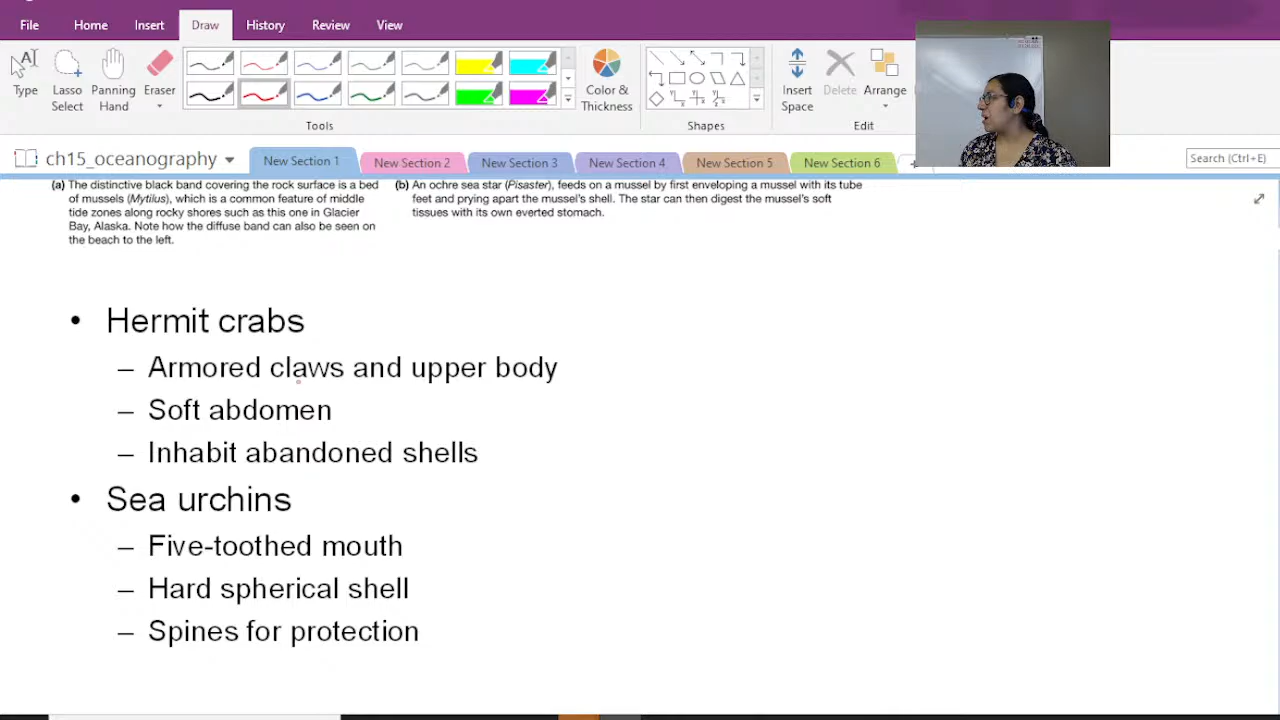 File Home Insert Draw History Review View
Type
Lasso Select
Panning Hand
Eraser
Color & Thickness
Insert Space
Delete
Arrange
Tools
Shapes
Edit
ch15_oceanography
New Section 1 New Section 2 New Section 3 New Section 4 New Section 5 New Section 6
Search (Ctrl+E)
(a) The distinctive black band covering the rock surface is a bed
of mussels (Mytilus), which is a common feature of middle
tide zones along rocky shores such as this one in Glacier
Bay, Alaska. Note how the diffuse band can also be seen on
the beach to the left.
(b) An ochre sea star (Pisaster), feeds on a mussel by first enveloping a mussel with its tube
feet and prying apart the mussel's shell. The star can then digest the mussel's soft
tissues with its own everted stomach.
• Hermit crabs
– Armored claws and upper body
– Soft abdomen
– Inhabit abandoned shells
• Sea urchins
– Five-toothed mouth
– Hard spherical shell
– Spines for protection